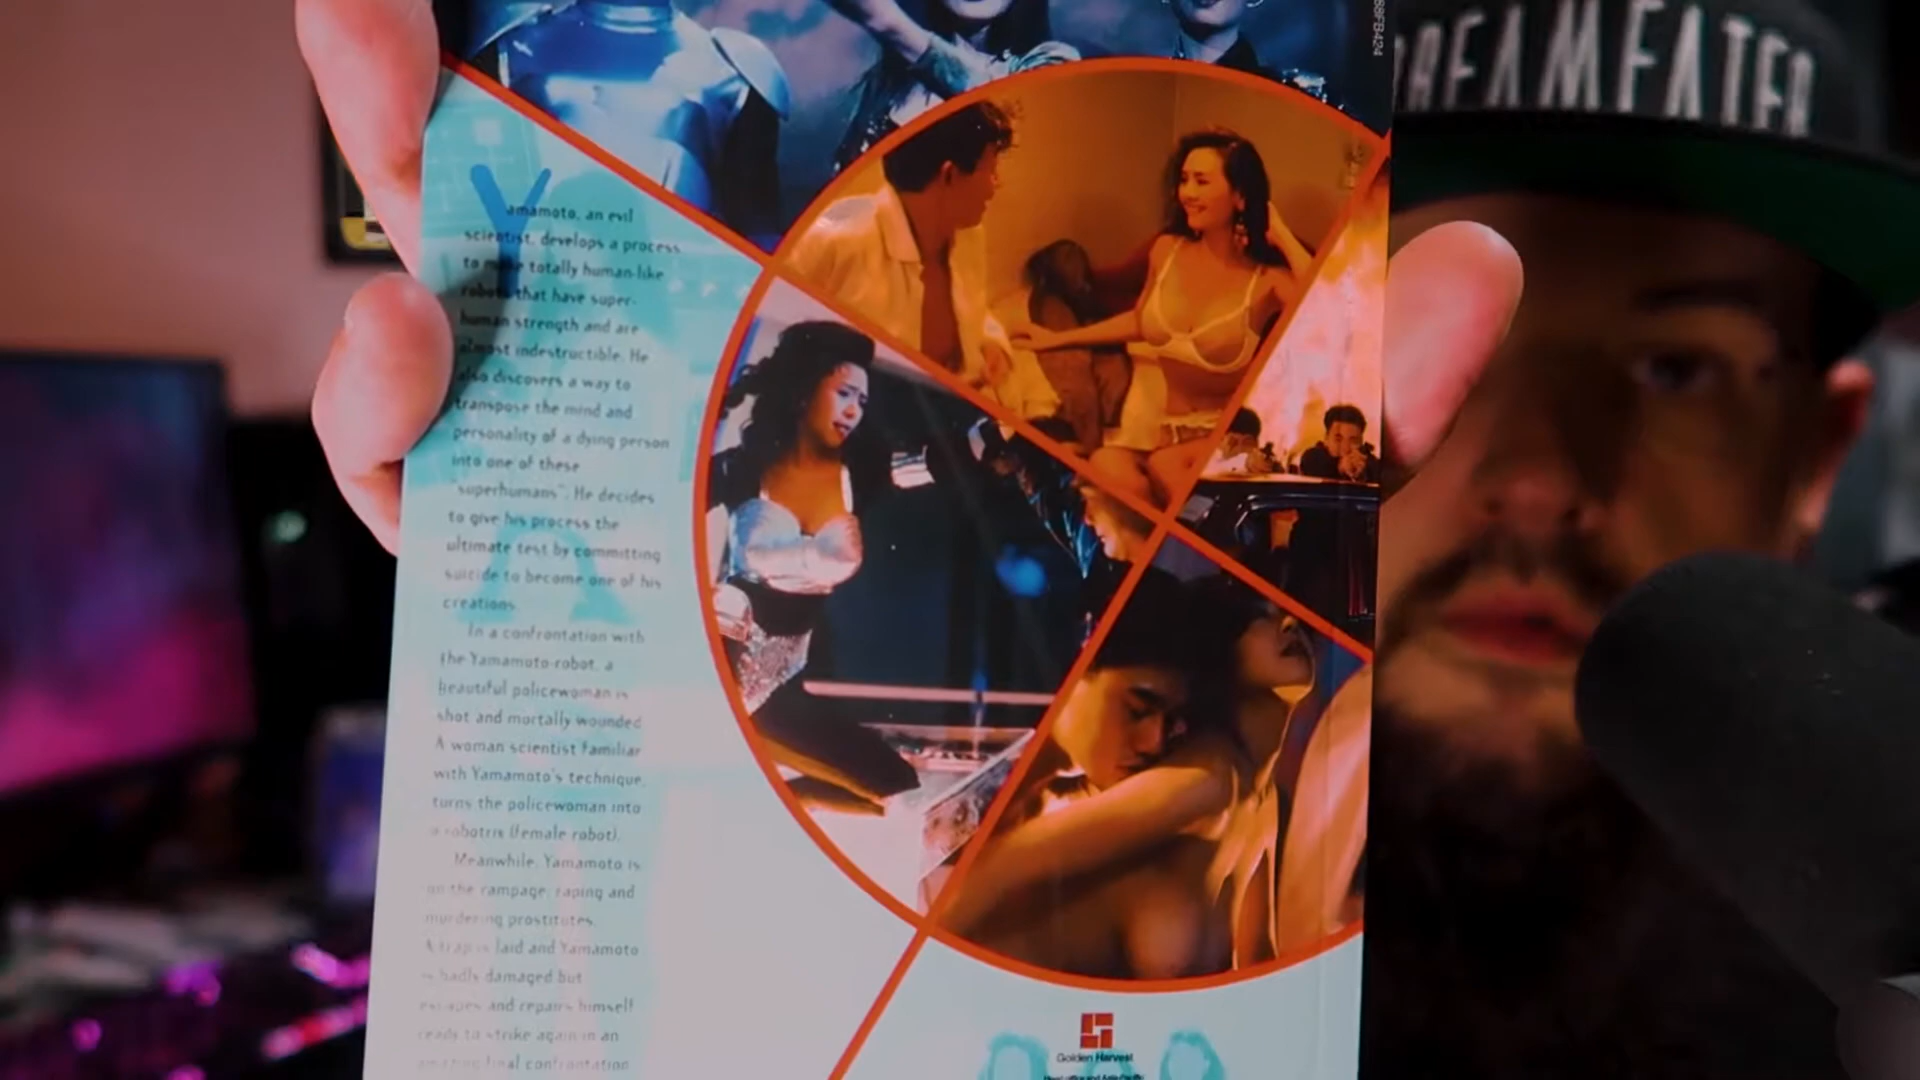 88FB424
DREAMEATER
Yamamoto, an evil
scientist, develops a process
to make totally human-like
robots that have super-
human strength and are
almost indestructible. He
also discovers a way to
transpose the mind and
personality of a dying person
into one of these
"superhumans". He decides
to give his process the
ultimate test by committing
suicide to become one of his
creations.
In a confrontation with
the Yamamoto-robot, a
beautiful policewoman is
shot and mortally wounded
A woman scientist familiar
with Yamamoto's technique,
turns the policewoman into
a robotrix (female robot).
Meanwhile, Yamamoto is
on the rampage, raping and
murdering prostitutes.
A trap is laid and Yamamoto
is badly damaged but
escapes and repairs himself
ready to strike again in an
final confrontation
Golden Harvest